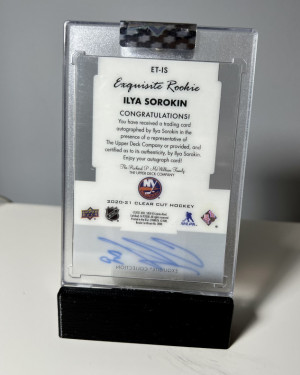 ET-IS
Exquisite Rookie
ILYA SOROKIN
CONGRATULATIONS!
You have received a trading card
autographed by Ilya Sorokin in the
presence of a representative of
The Upper Deck Company or provided, and
certified as to its authenticity, by Ilya Sorokin.
Enjoy your autograph card!
THE UPPER DECK COMPANY
NY
2020-21 CLEAR CUT HOCKEY
NHL